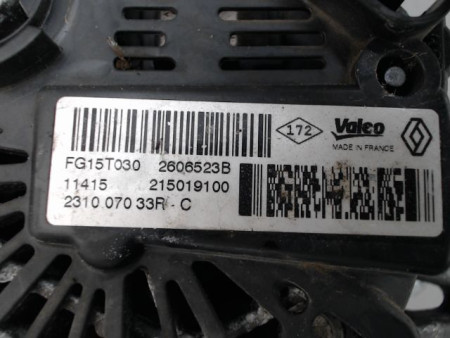 172 Valeo
MADE IN FRANCE
FG15T030 2606523B
11415 215019100
2310 070 33R - C